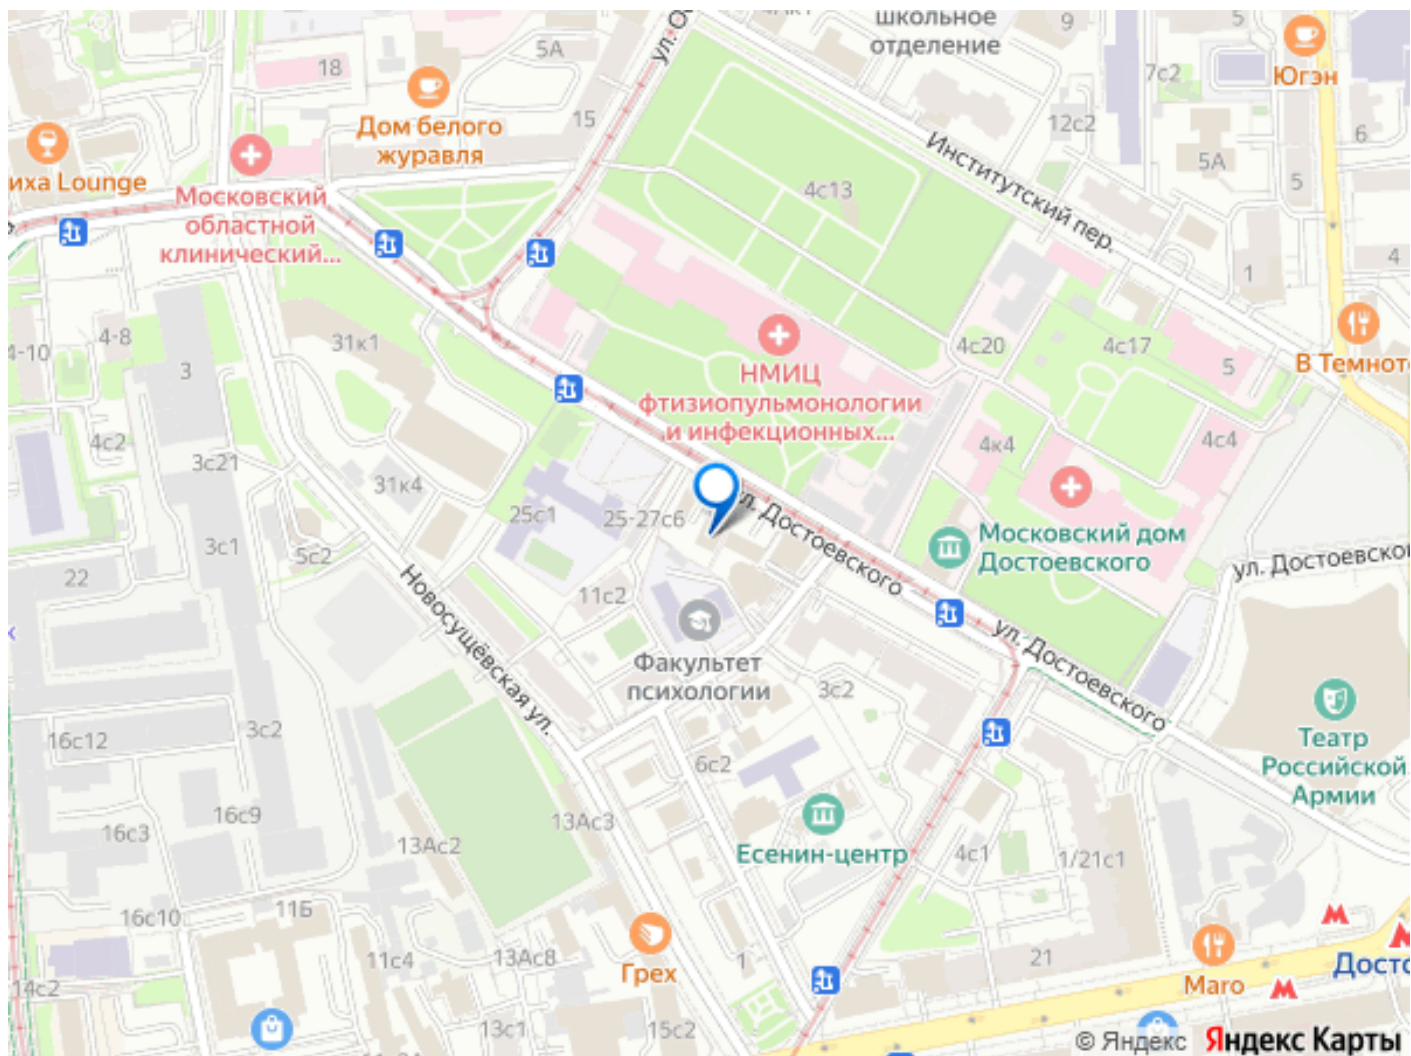 школьное
отделение
9
5
ул.
7с2
Югэн
18
5А
15
12с2
6
Дом белого
журавля
Lounge
Московский
областной
клинический...
4с13
Институтский пер.
5А
5
1
4
4-10
4-8
31к1
3
НМИЦ
фтизиопульмонологии
и инфекционных...
4с20
4с17
5
В Темнот
4с2
3с21
31к4
4к4
4с4
25с1
25-27с6
ул. Достоевского
Московский дом
Достоевского
3с1
5с2
22
11с2
Новосущёвская ул.
ул. Достоевской
ул. Достоевского
Факультет
психологии
3с2
16с12
3с2
6с2
Театр
Российской
Армии
16с9
16с3
13Ас2
13Ас3
Есенин-центр
4с1
1/21с1
16с10
11Б
11с4
13Ас8
Грех
1
21
Maro
Досто
14с2
13с1
15с2
© Яндекс Яндекс Карты